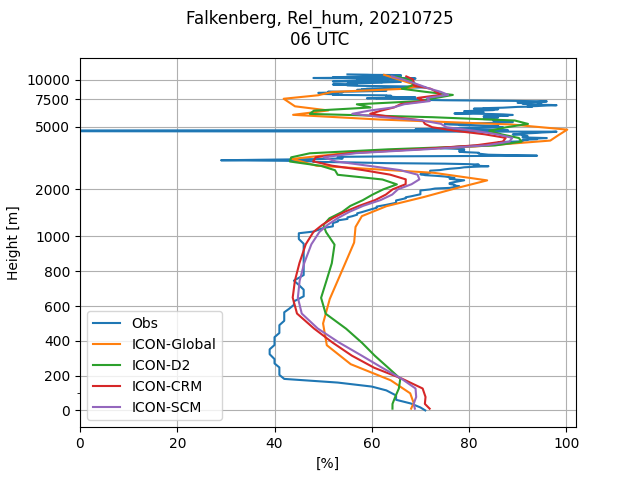 Falkenberg, Rel_hum, 20210725
06 UTC
Height [m]
10000
7500
5000
2000
1000
800
600
400
200
0
Obs
ICON-Global
ICON-D2
ICON-CRM
ICON-SCM
0 20 40 60 80 100
[%]